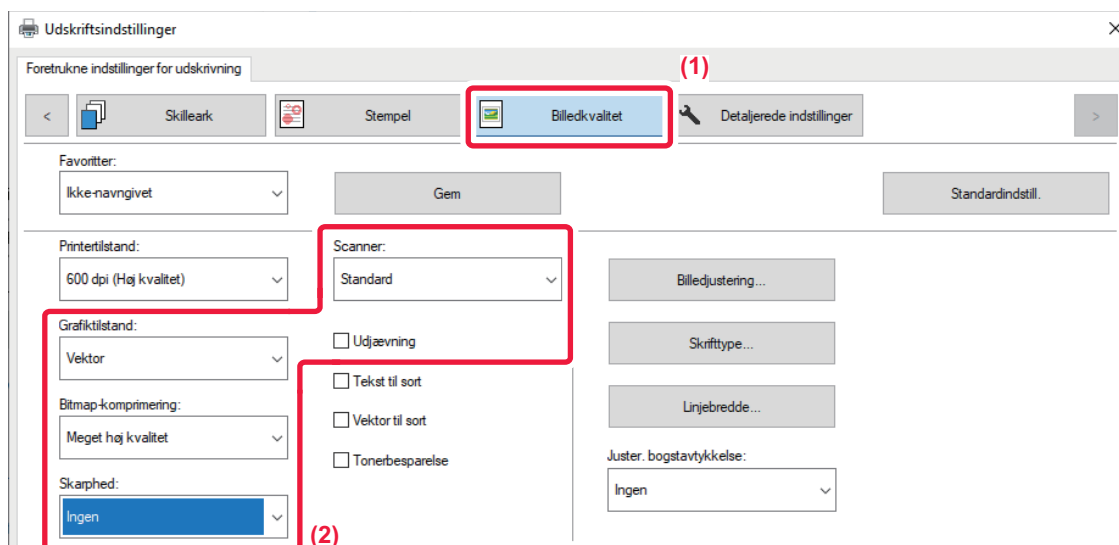 Udskriftsindstillinger
Foretrukne indstillinger for udskrivning
(1)
<
Skilleark
Stempel
Billedkvalitet
Detaljerede indstillinger
>
Favoritter:
Ikke-navngivet
Gem
Standardindstill.
Printertilstand:
600 dpi (Høj kvalitet)
Scanner:
Standard
Billedjustering...
Grafiktilstand:
Vektor
Udjævning
Skrifttype...
Tekst til sort
Bitmap-komprimering:
Meget høj kvalitet
Vektor til sort
Linjebredde...
Tonerbesparelse
Skarphed:
Ingen
Juster. bogstavtykkelse:
Ingen
(2)